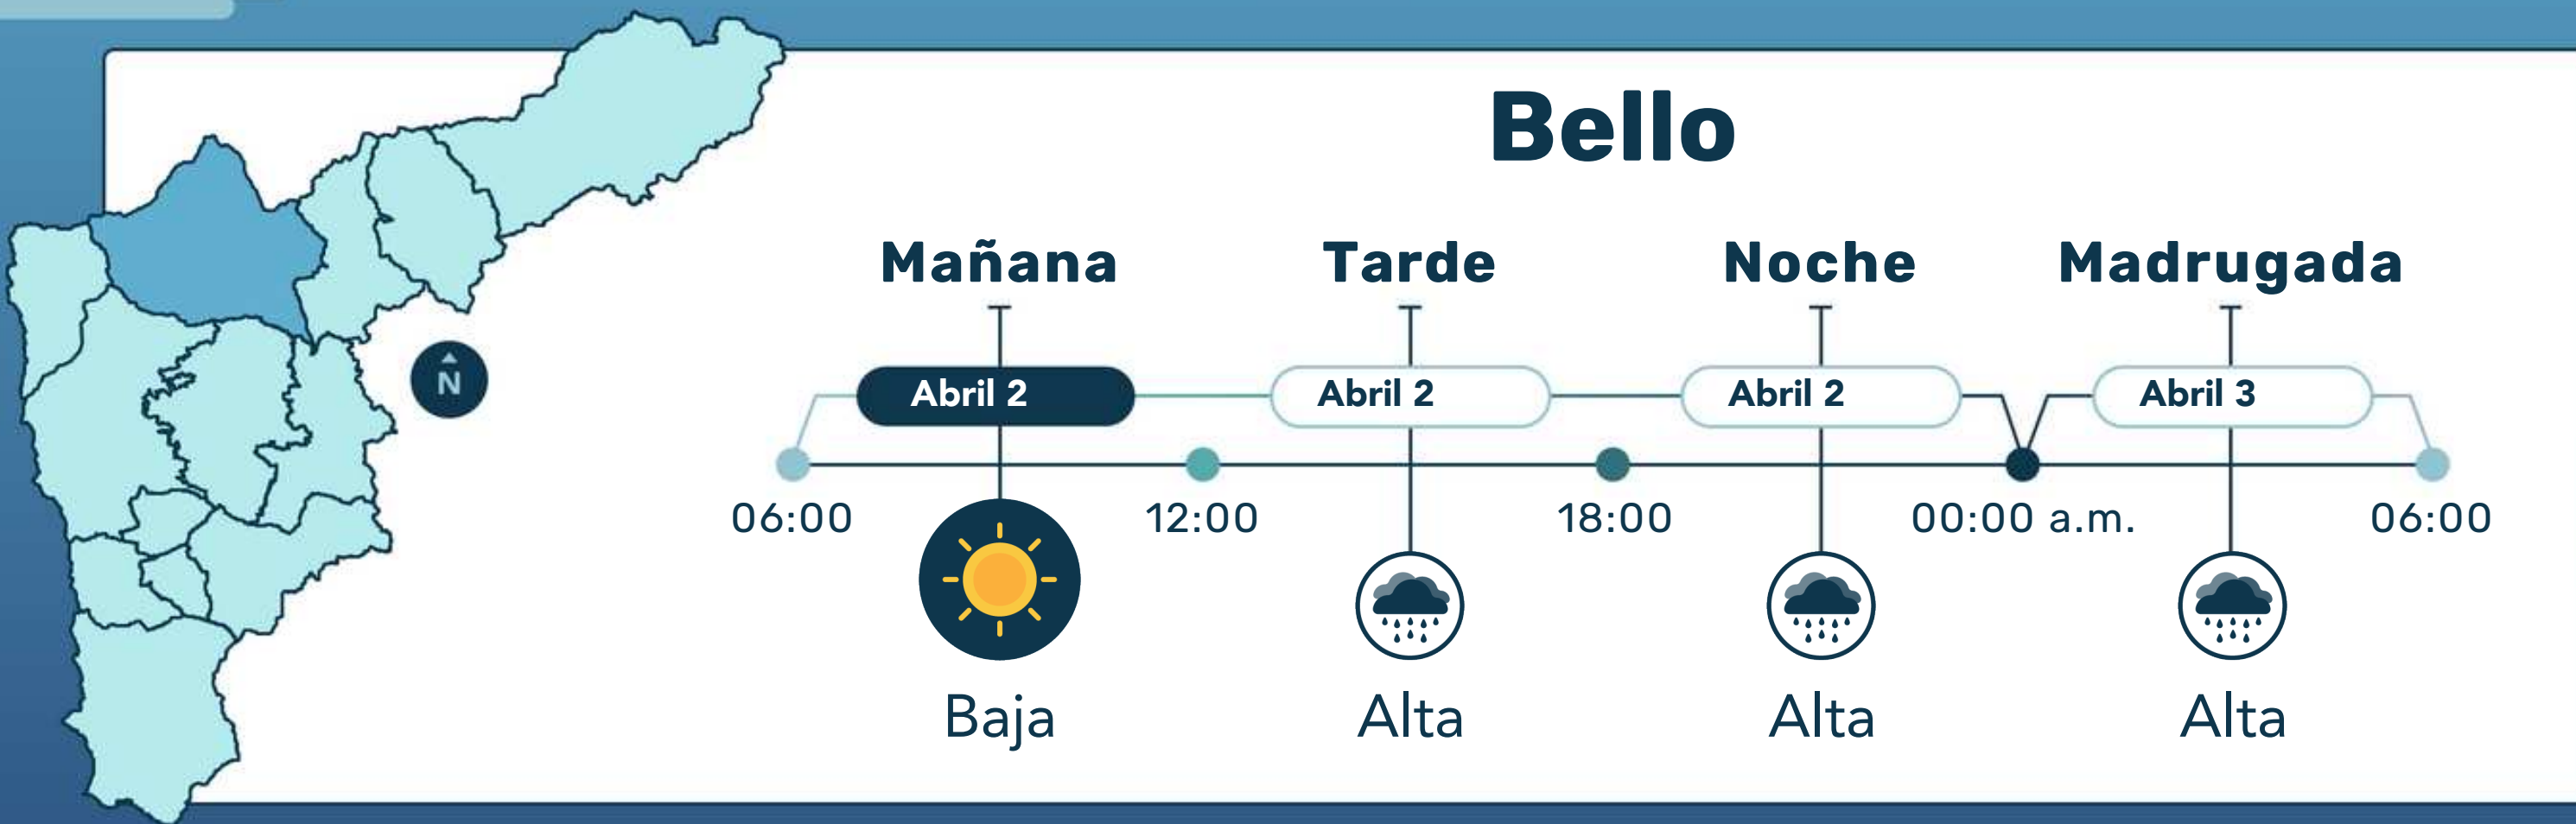 Bello
Mañana Tarde Noche Madrugada
N
Abril 2 Abril 2 Abril 2 Abril 3
06:00 12:00 18:00 00:00 a.m. 06:00
Baja Alta Alta Alta